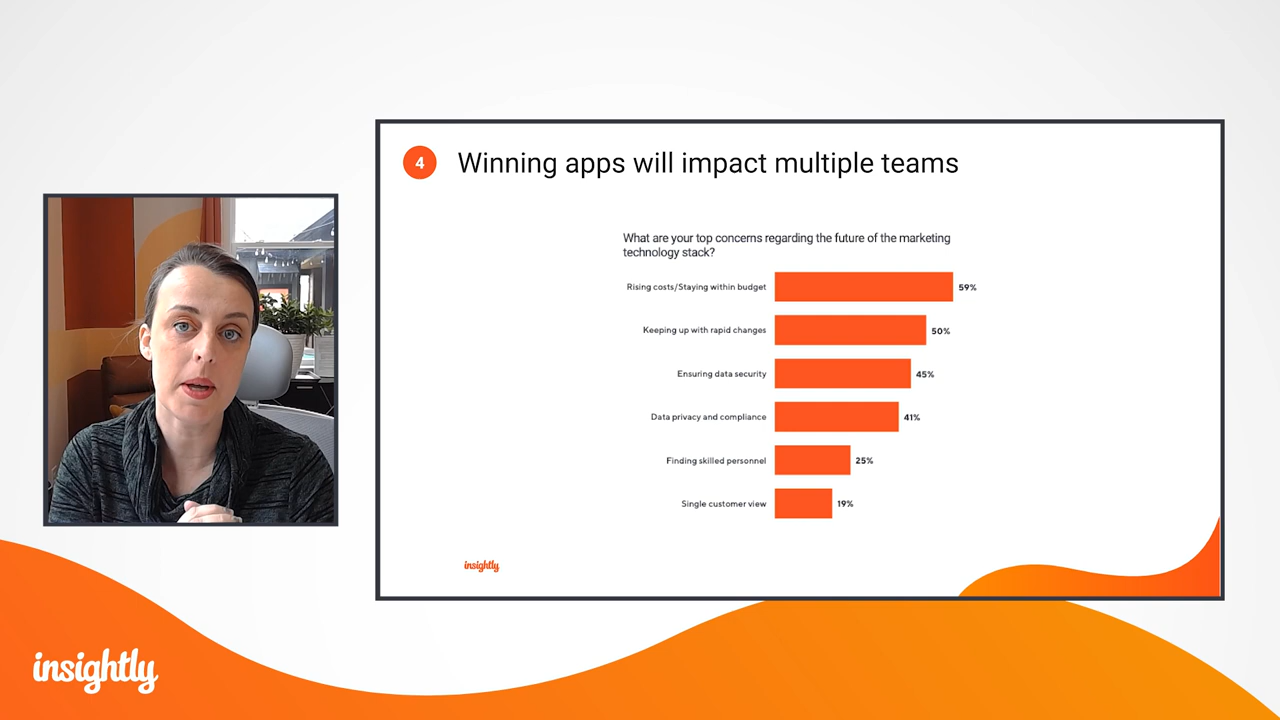 4 Winning apps will impact multiple teams
What are your top concerns regarding the future of the marketing
technology stack?
Rising costs/Staying within budget 59%
Keeping up with rapid changes 50%
Ensuring data security 45%
Data privacy and compliance 41%
Finding skilled personnel 25%
Single customer view 19%
insightly
insightly